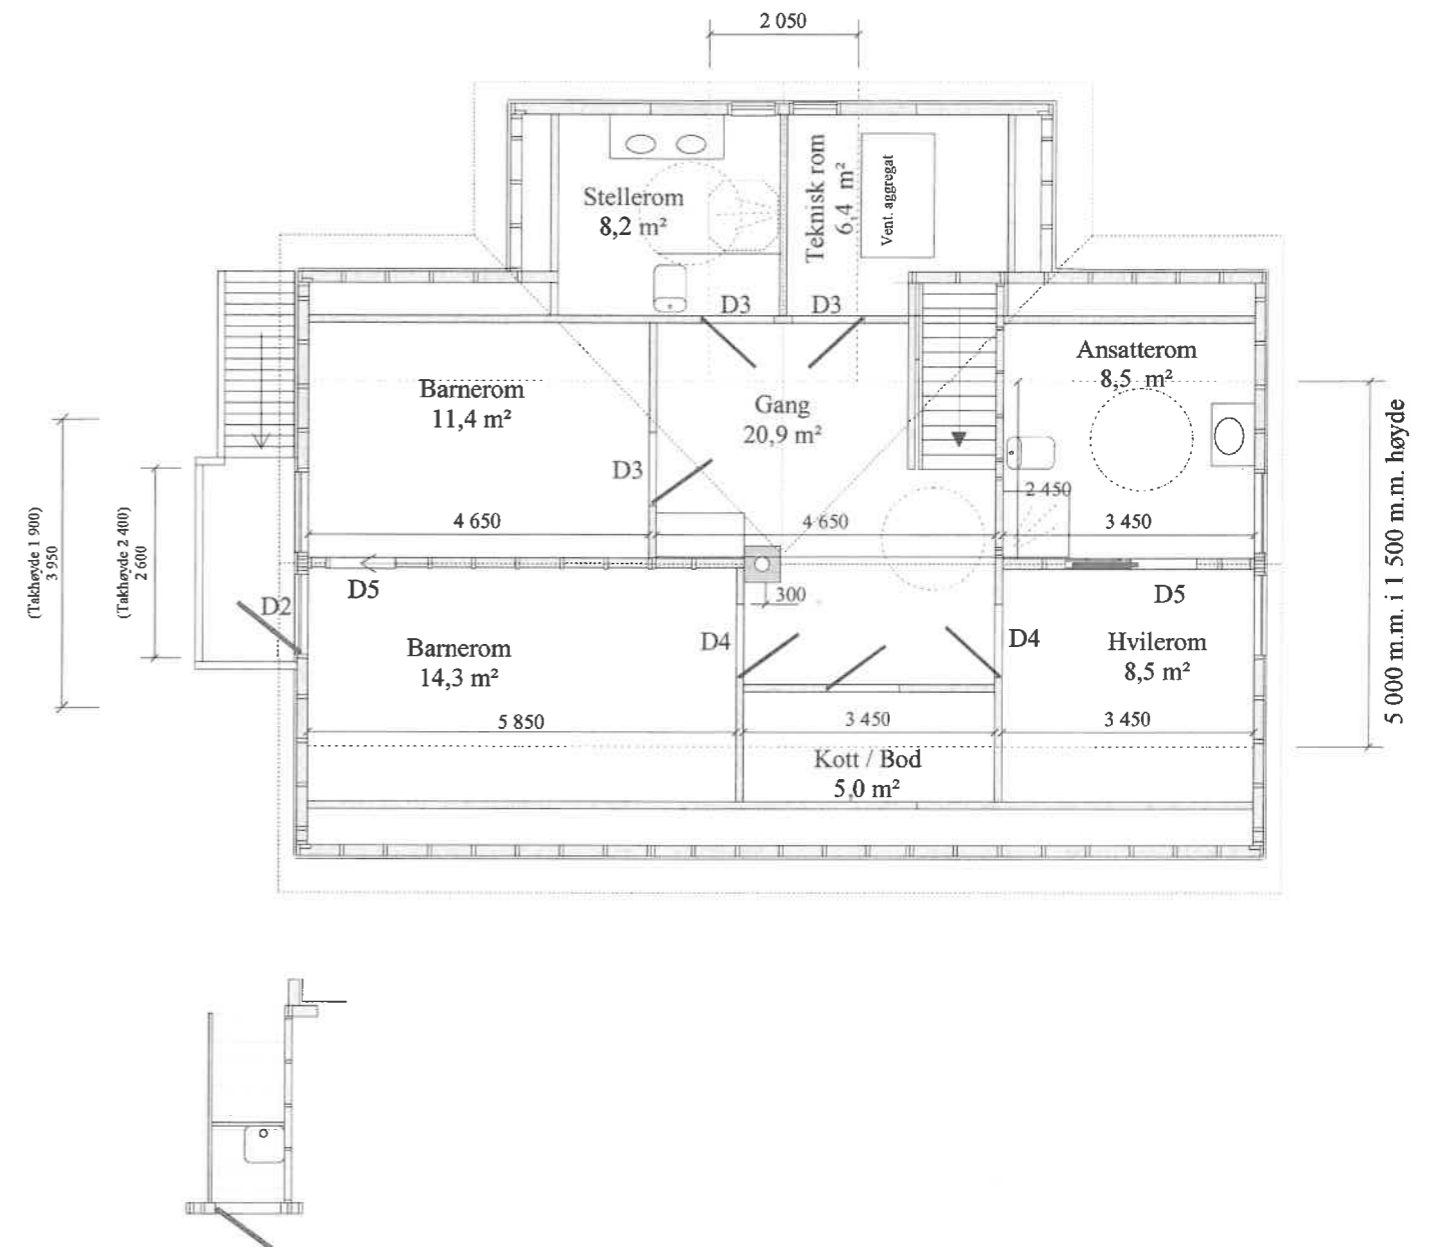 2 050
Stellerom
8,2 m²
Teknisk rom
6,4 m²
Vent. aggregat
D3
D3
Barnerom
11,4 m²
Gang
20,9 m²
Ansatterom
8,5 m²
D3
2 450
4 650
4 650
3 450
(Takhøyde 1 900)
3 950
(Takhøyde 2 400)
2 600
D2
D5
300
D5
D4
D4
Barnerom
14,3 m²
Hvilerom
8,5 m²
5 850
3 450
3 450
Kott / Bod
5,0 m²
5 000 m.m. i 1 500 m.m. høyde